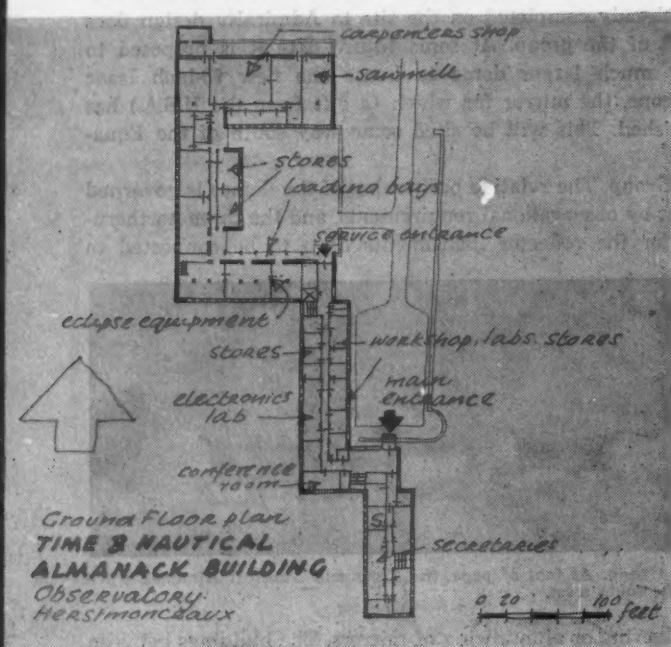 carpenters shop
sawmill
stores
loading bays
service entrance
eclipse equipment
stores
workshop, labs. stores
electronics
lab
main
entrance
conference
room
secretaries
Ground Floor plan
TIME & NAUTICAL
ALMANACK BUILDING
Observatory.
Herstmonceaux
0 20 100 feet